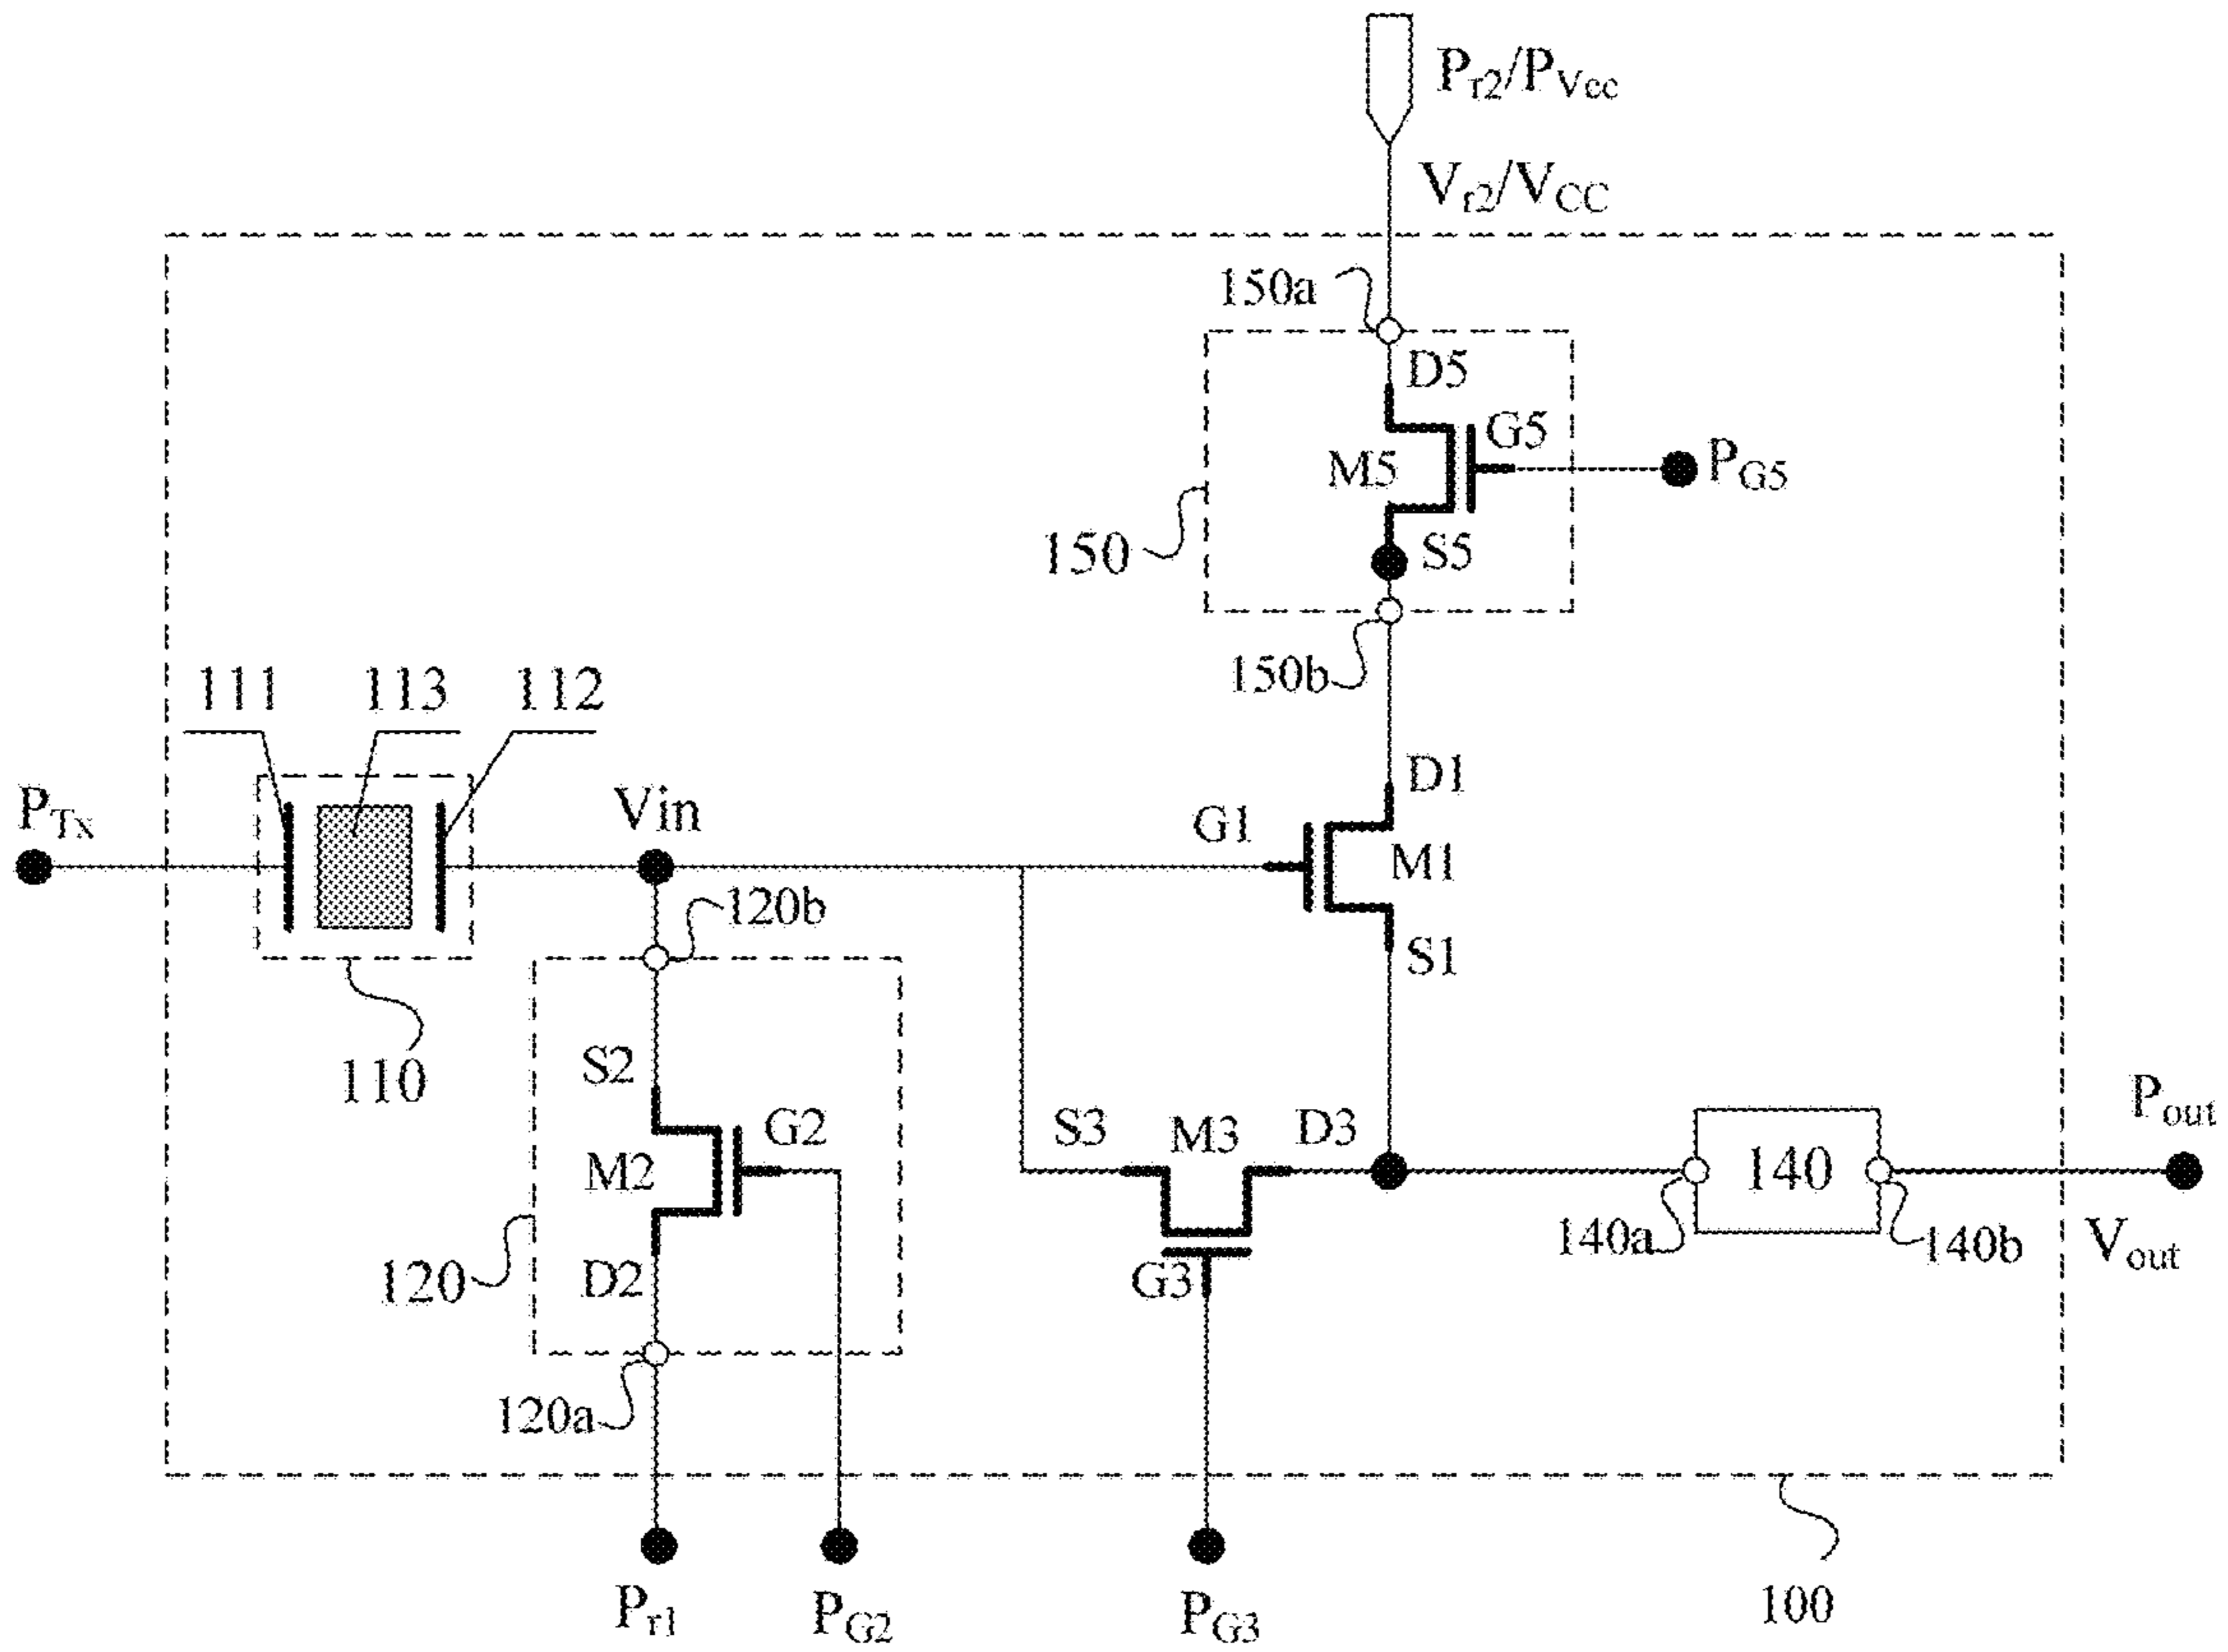 Pr2/PVcc
Vr2/VCC
150a
D5
G5
M5
PG5
150
S5
150b
111
113
112
D1
PTx
Vin
G1
M1
120b
S1
110
S2
G2
M2
S3
M3
D3
140
Pout
140a
140b
Vout
120
D2
G3
120a
100
Pr1
PG2
PG3